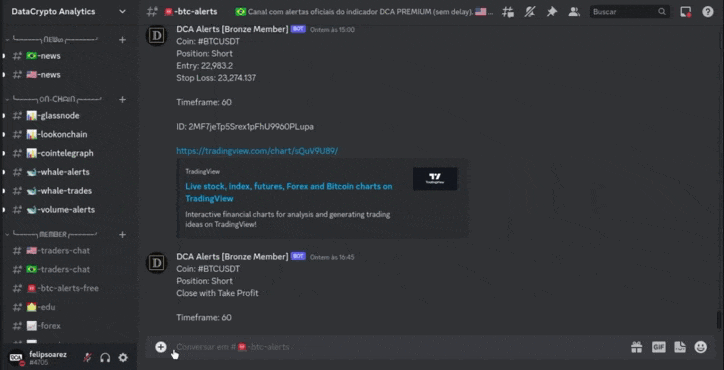 DataCrypto Analytics
NEWS
-news
-news
ON-CHAIN
-glassnode
-lookonchain
-cointelegraph
-whale-alerts
-whale-trades
-volume-alerts
MEMBER
-traders-chat
-traders-chat
-btc-alerts-free
-edu
-forex
felipsoarez
#4705
-btc-alerts
Canal com alertas oficiais do indicador DCA PREMIUM (sem delay).
Buscar
DCA Alerts [Bronze Member] BOT Ontem às 15:00
Coin: #BTCUSDT
Position: Short
Entry: 22,983.2
Stop Loss: 23,274.137
Timeframe: 60
ID: 2MF7jeTp5Srex1pFhU9960PLupa
https://tradingview.com/chart/sQuV9U89/
TradingView
Live stock, index, futures, Forex and Bitcoin charts on
TradingView
Interactive financial charts for analysis and generating trading
ideas on TradingView!
DCA Alerts [Bronze Member] BOT Ontem às 16:45
Coin: #BTCUSDT
Position: Short
Close with Take Profit
Timeframe: 60
Conversar em #-btc-alerts
GIF